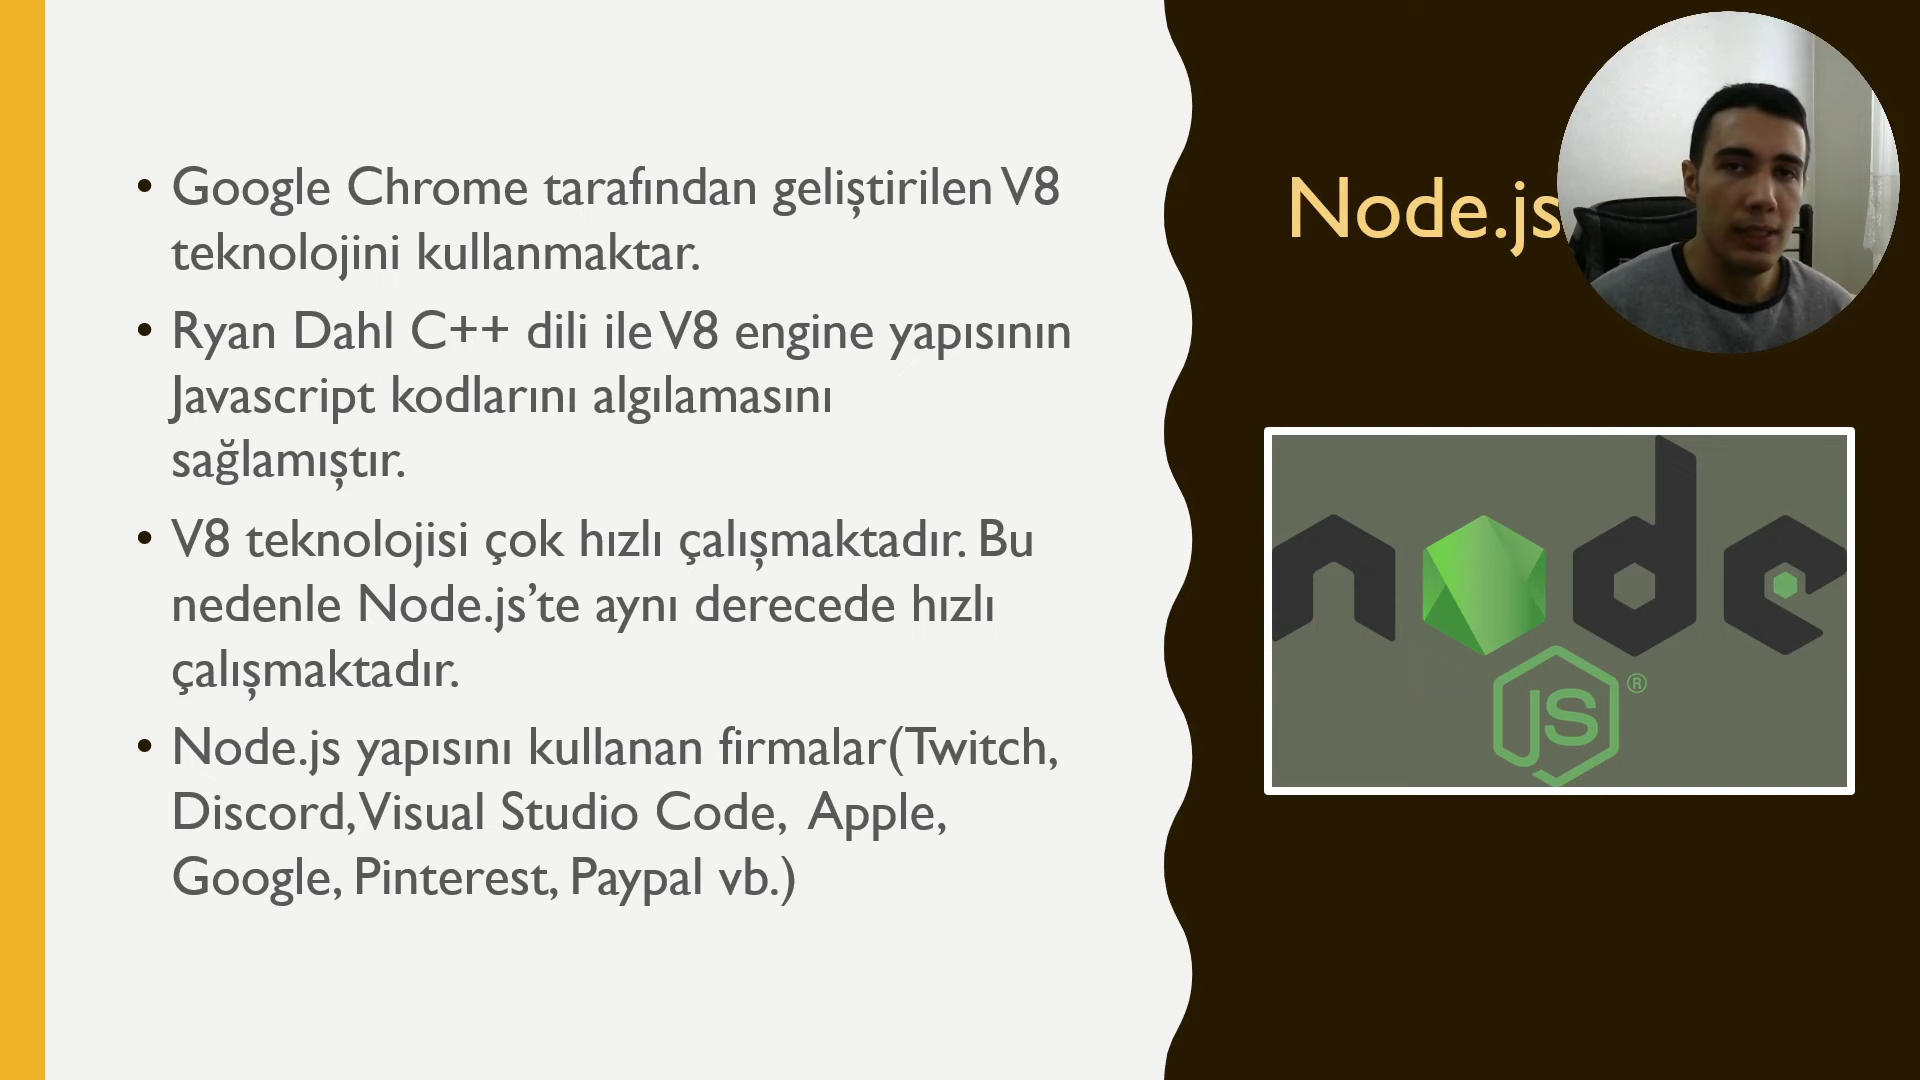 Google Chrome tarafından geliştirilen V8
teknolojini kullanmaktar.
Ryan Dahl C++ dili ile V8 engine yapısının
Javascript kodlarını algılamasını
sağlamıştır.
V8 teknolojisi çok hızlı çalışmaktadır. Bu
nedenle Node.js’te aynı derecede hızlı
çalışmaktadır.
Node.js yapısını kullanan firmalar(Twitch,
Discord, Visual Studio Code, Apple,
Google, Pinterest, Paypal vb.)
Node.js
node
JS ®